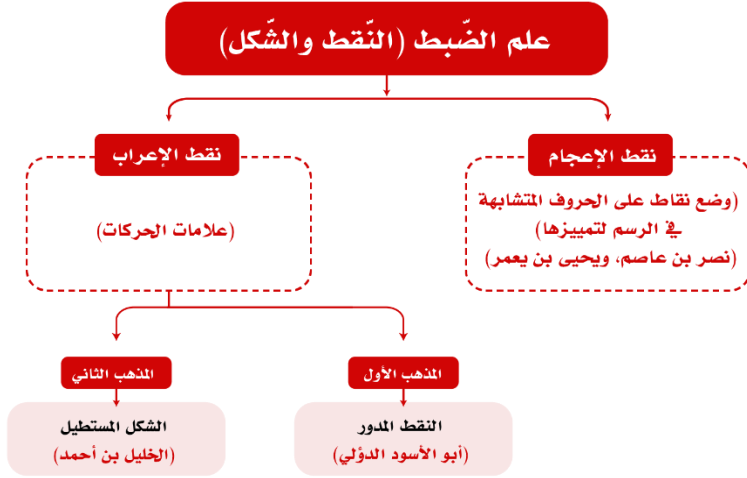 علم الضّبط (النّقط والشّكل)
نقط الإعجام
(وضع نقاط على الحروف المتشابهة
في الرسم لتمييزها)
(نصر بن عاصم، ويحيى بن يعمر)
نقط الإعراب
(علامات الحركات)
المذهب الأول
النقط المدور
(أبو الأسود الدؤلي)
المذهب الثاني
الشكل المستطيل
(الخليل بن أحمد)